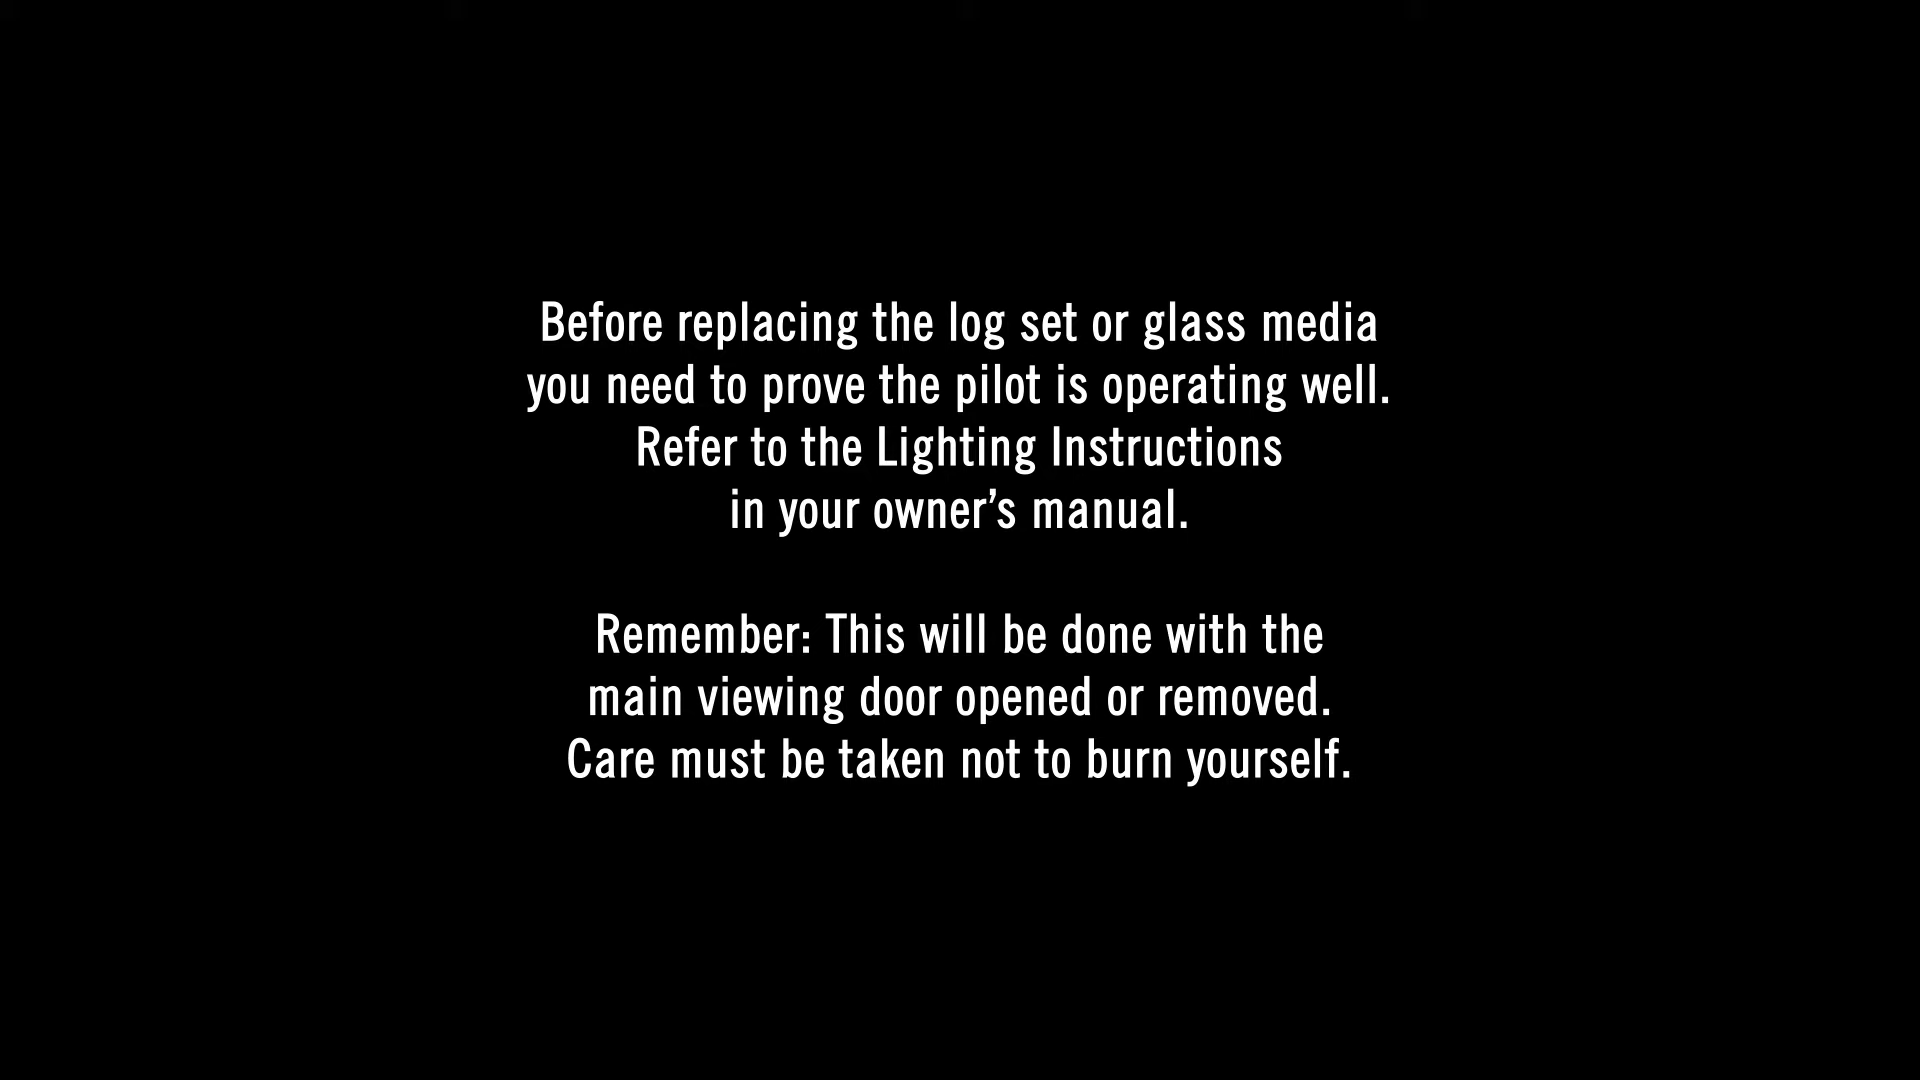 Before replacing the log set or glass media
you need to prove the pilot is operating well.
Refer to the Lighting Instructions
in your owner’s manual.
Remember: This will be done with the
main viewing door opened or removed.
Care must be taken not to burn yourself.